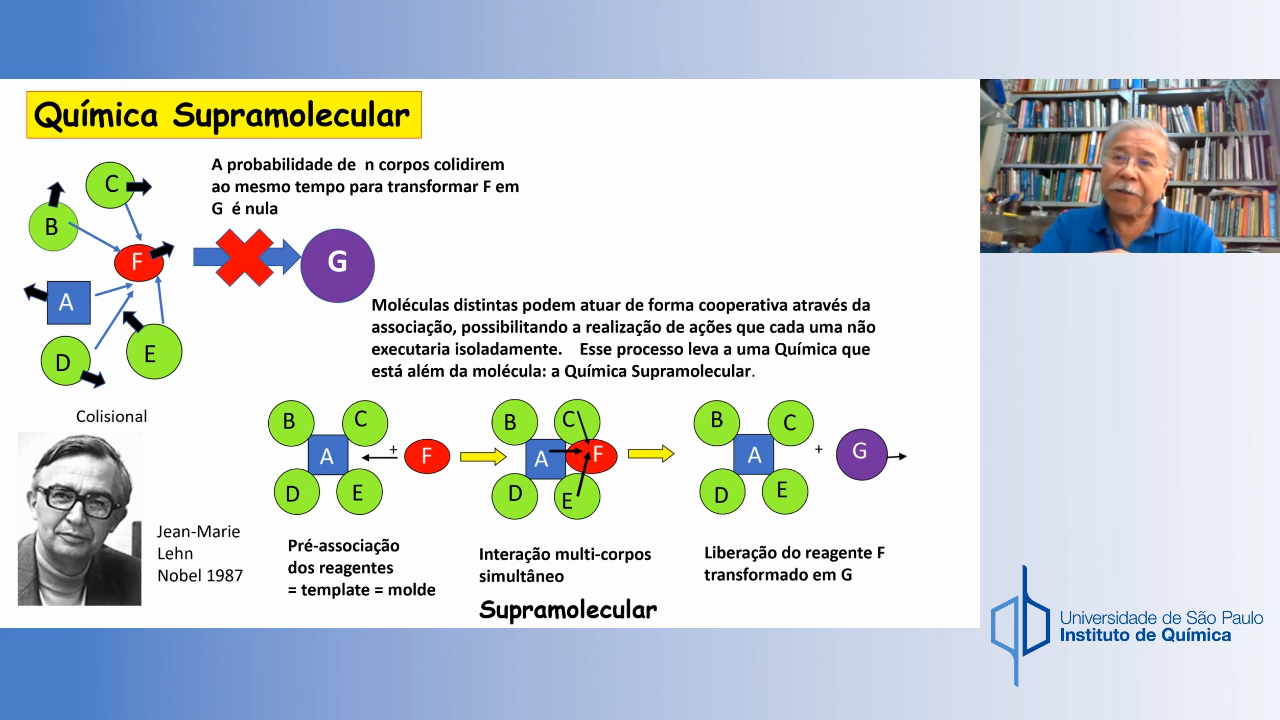 Química Supramolecular
A probabilidade de n corpos colidirem
ao mesmo tempo para transformar F em
G é nula
C
B
F
A
D
E
G
Colisional
Moléculas distintas podem atuar de forma cooperativa através da
associação, possibilitando a realização de ações que cada uma não
executaria isoladamente. Esse processo leva a uma Química que
está além da molécula: a Química Supramolecular.
B C
A + F
D E
B C
A F
D E
B C
A + G
D E
Jean-Marie
Lehn
Nobel 1987
Pré-associação
dos reagentes
= template = molde
Interação multi-corpos
simultâneo
Liberação do reagente F
transformado em G
Supramolecular
Universidade de São Paulo
Instituto de Química